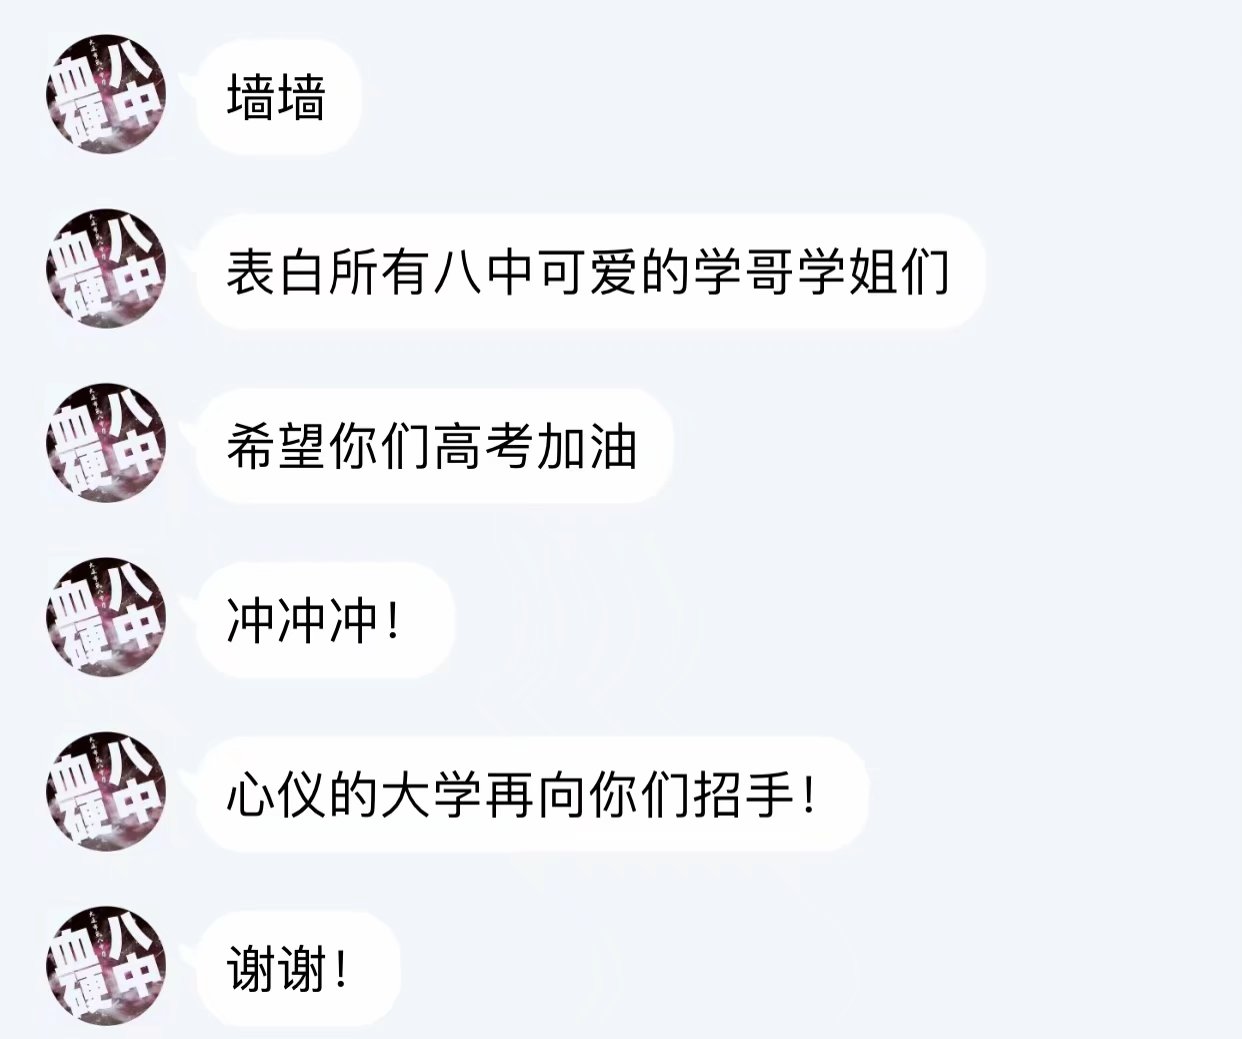 八中
血硬
墙墙
八中
血硬
表白所有八中可爱的学哥学姐们
八中
血硬
希望你们高考加油
八中
血硬
冲冲冲！
八中
血硬
心仪的大学再向你们招手！
八中
血硬
谢谢！